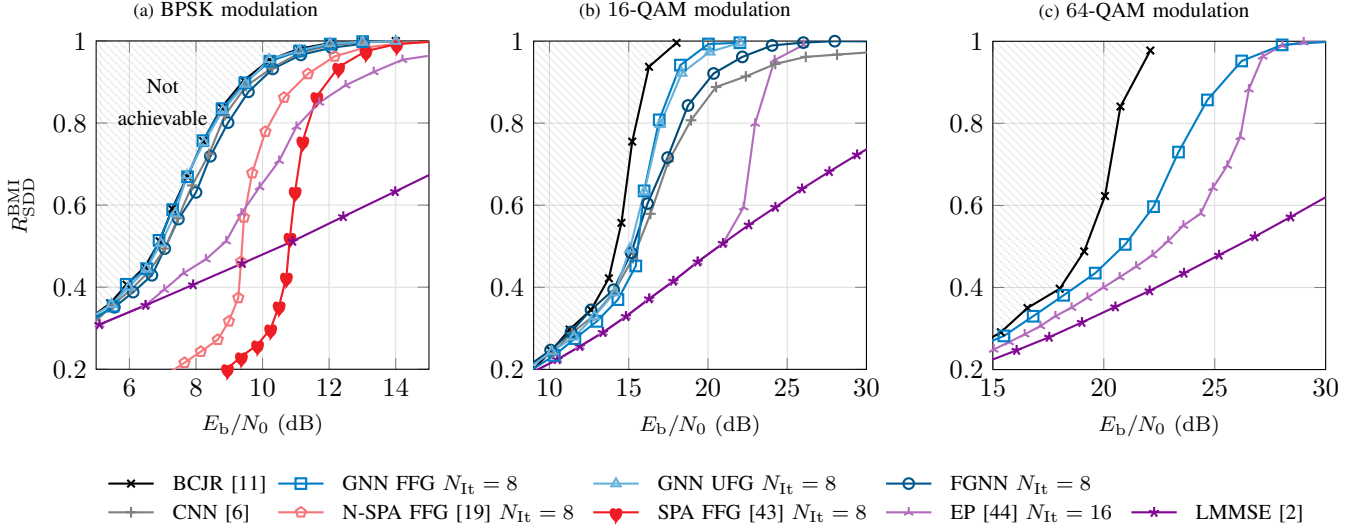 (a) BPSK modulation
(b) 16-QAM modulation
(c) 64-QAM modulation
1
0.8
0.6
0.4
0.2
R_SDD^BMI
Not
achievable
6 8 10 12 14
E_b/N_0 (dB)
1
0.8
0.6
0.4
0.2
10 15 20 25 30
E_b/N_0 (dB)
1
0.8
0.6
0.4
0.2
15 20 25 30
E_b/N_0 (dB)
BCJR [11] GNN FFG N_It = 8 GNN UFG N_It = 8 FGNN N_It = 8
CNN [6] N-SPA FFG [19] N_It = 8 SPA FFG [43] N_It = 8 EP [44] N_It = 16 LMMSE [2]